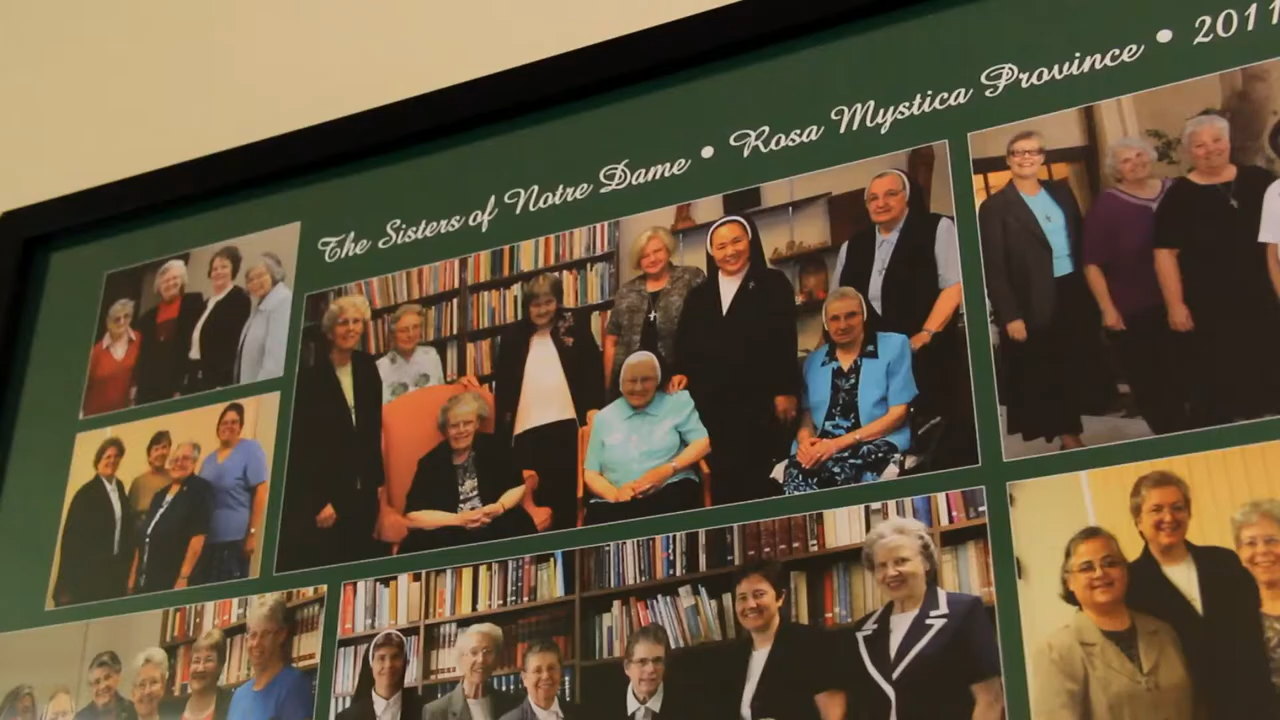 The Sisters of Notre Dame • Rosa Mystica Province • 2011